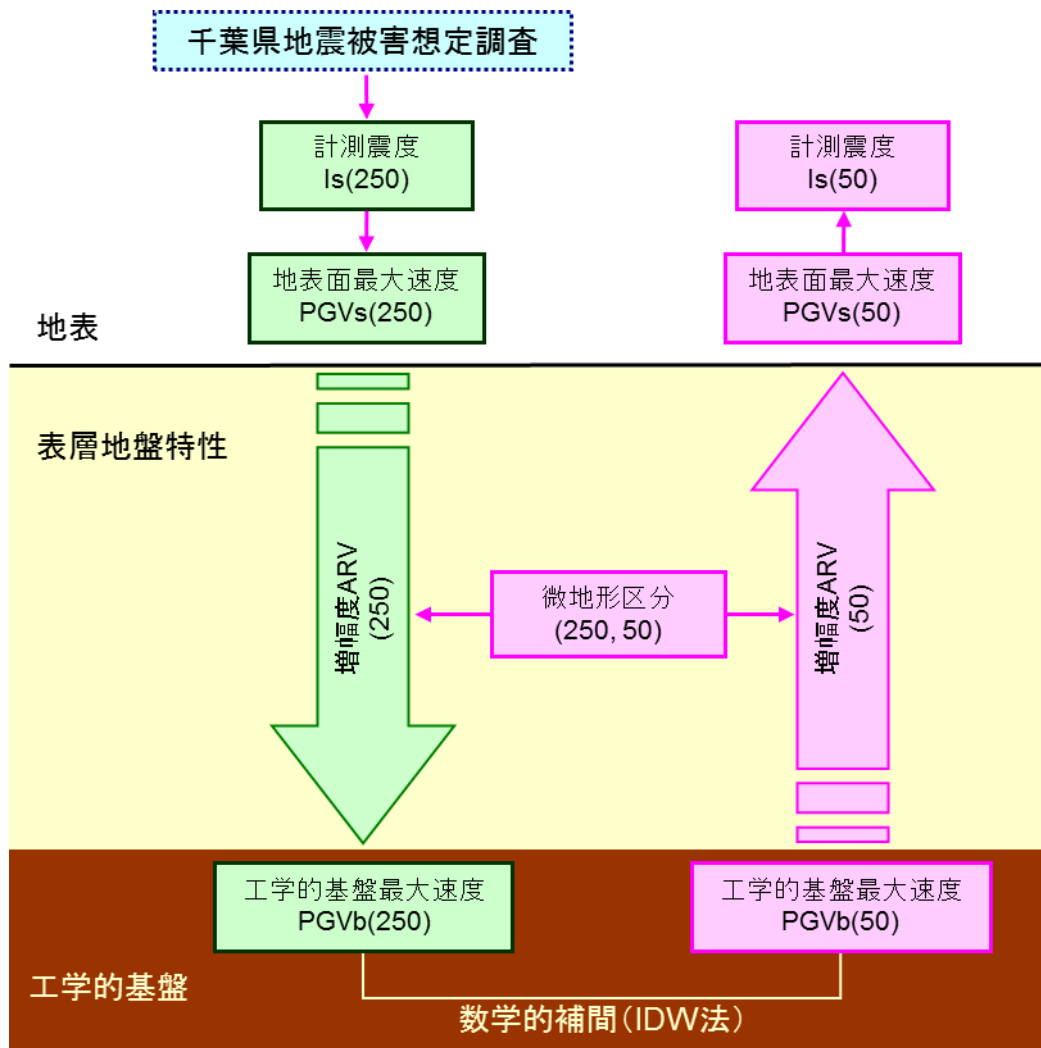 千葉県地震被害想定調査
計測震度
Is(250)
計測震度
Is(50)
地表面最大速度
PGVs(250)
地表面最大速度
PGVs(50)
地表
表層地盤特性
増幅度ARV
(250)
微地形区分
(250, 50)
増幅度ARV
(50)
工学的基盤最大速度
PGVb(250)
工学的基盤最大速度
PGVb(50)
工学的基盤
数学的補間（IDW法）